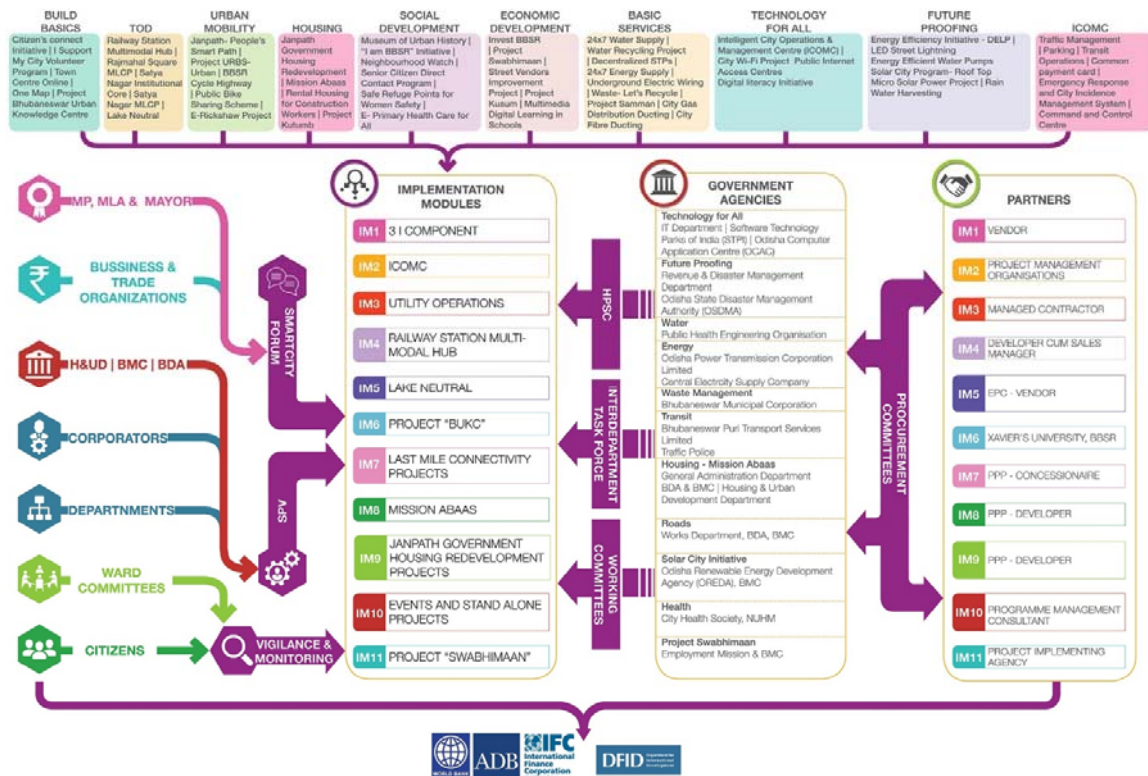 BUILD
BASICS
Citizen's connect
Initiative | I Support
My City Volunteer
Program | Town
Centre Online |
One Map | Project
Bhubaneswar Urban
Knowledge Centre
TOD
Railway Station
Multimodal Hub |
Rajmahal Square
MLCP | Satya
Nagar Institutional
Core | Satya
Nagar MLCP |
Lake Neutral
URBAN
MOBILITY
Janpath- People's
Smart Path |
Project URBS-
Urban | BBSR
Cycle Highway
| Public Bike
Sharing Scheme |
E-Rickahaw Project
HOUSING
Janpath
Government
Housing
Redevelopment
| Mission Abaas |
Rental Housing
for Construction
Workers | Project
Kutumb
SOCIAL
DEVELOPMENT
Museum of Urban History |
"I am BBSR" Initiative |
Neighbourhood Watch |
Senior Citizen Direct
Contact Program |
Safe Refuge Points for
Women Safety |
E- Primary Health Care for
All
ECONOMIC
DEVELOPMENT
Invest BBSR
| Project
Swabhimaan |
Street Vendors
Improvement
Project | Project
Kusum | Multimedia
Digital Learning in
Schools
BASIC
SERVICES
24x7 Water Supply |
Water Recycling Project
| Decentralized STPs |
24x7 Energy Supply |
Underground Electric Wiring
| Waste- Let's Recycle |
Project Samman | City Gas
Distribution Ducting | City
Fibre Ducting
TECHNOLOGY
FOR ALL
Intelligent City Operations &
Management Centre (ICOMC) |
City Wi-Fi Project Public Internet
Access Centres
Digital literacy Initiative
FUTURE
PROOFING
Energy Efficiency Initiative - DELP |
LED Street Lightning
Energy Efficient Water Pumps
Solar City Program- Roof Top
Micro Solar Power Project | Rain
Water Harvesting
ICOMC
Traffic Management
| Parking | Transit
Operations | Common
payment card |
Emergency Response
and City Incidence
Management System |
Command and Control
Centre
MP, MLA & MAYOR
BUSSINESS &
TRADE
ORGANIZATIONS
H&UD | BMC | BDA
CORPORATORS
DEPARTNMENTS
WARD
COMMITTEES
CITIZENS
SMARTCITY
FORUM
SPV
VIGILANCE &
MONITORING
IMPLEMENTATION
MODULES
IM1 3 I COMPONENT
IM2 ICOMC
IM3 UTILITY OPERATIONS
IM4 RAILWAY STATION MULTI-
MODAL HUB
IM5 LAKE NEUTRAL
IM6 PROJECT "BUKC"
IM7 LAST MILE CONNECTIVITY
PROJECTS
IM8 MISSION ABAAS
IM9 JANPATH GOVERNMENT
HOUSING REDEVELOPMENT
PROJECTS
IM10 EVENTS AND STAND ALONE
PROJECTS
IM11 PROJECT "SWABHIMAAN"
HPSC
INTERDEPARTMENT
TASK FORCE
WORKING
COMMITTEES
GOVERNMENT
AGENCIES
Technology for All
IT Department | Software Technology
Parks of India (STPI) | Odisha Computer
Application Centre (OCAC)
Future Proofing
Revenue & Disaster Management
Department
Odisha State Disaster Management
Authority (OSDMA)
Water
Public Health Engineering Organisation
Energy
Odisha Power Transmission Corporation
Limited
Central Electrcity Supply Company
Waste Management
Bhubaneswar Municipal Corporation
Transit
Bhubaneswar Puri Transport Services
Limited
Traffic Police
Housing - Mission Abaas
General Administration Department
BDA & BMC | Housing & Urban
Development Department
Roads
Works Department, BDA, BMC
Solar City Initiative
Odisha Renewable Energy Development
Agency (OREDA), BMC
Health
City Health Society, NUHM
Project Swabhimaan
Employment Mission & BMC
PROCUREEMENT
COMMITTEES
PARTNERS
IM1 VENDOR
IM2 PROJECT MANAGEMENT
ORGANISATIONS
IM3 MANAGED CONTRACTOR
IM4 DEVELOPER CUM SALES
MANAGER
IM5 EPC - VENDOR
IM6 XAVIER'S UNIVERSITY, BBSR
IM7 PPP - CONCESSIONAIRE
IM8 PPP - DEVELOPER
IM9 PPP - DEVELOPER
IM10 PROGRAMME MANAGEMENT
CONSULTANT
IM11 PROJECT IMPLEMENTING
AGENCY
WORLD BANK
ADB
IFC
International
Finance
Corporation
DFID
Department for
International
Development